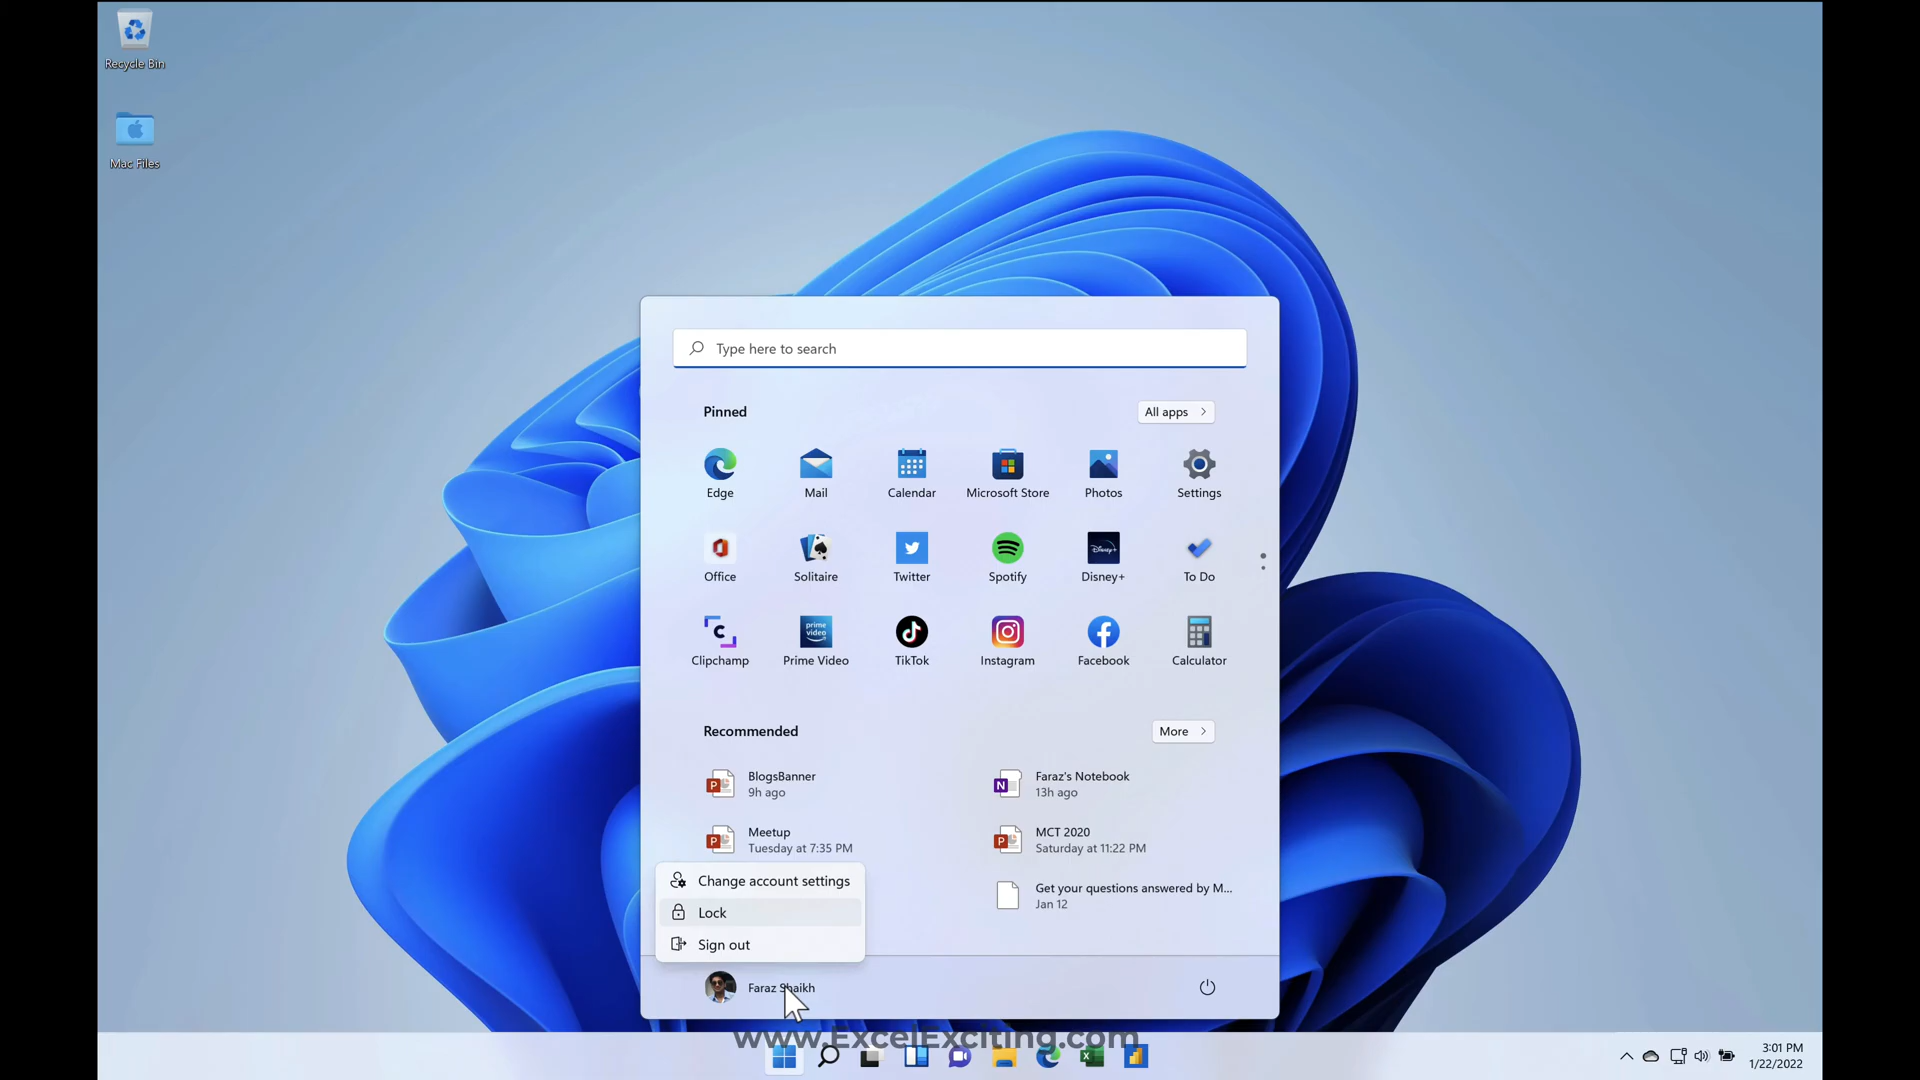 Recycle Bin
Mac Files
Type here to search
Pinned
All apps
Edge
Mail
Calendar
Microsoft Store
Photos
Settings
Office
Solitaire
Twitter
Spotify
Disney+
To Do
Clipchamp
prime video
Prime Video
TikTok
Instagram
Facebook
Calculator
Recommended
More
BlogsBanner
9h ago
Faraz's Notebook
13h ago
Meetup
Tuesday at 7:35 PM
MCT 2020
Saturday at 11:22 PM
Get your questions answered by M...
Jan 12
Change account settings
Lock
Sign out
Faraz Shaikh
www.ExcelExciting.com
3:01 PM
1/22/2022